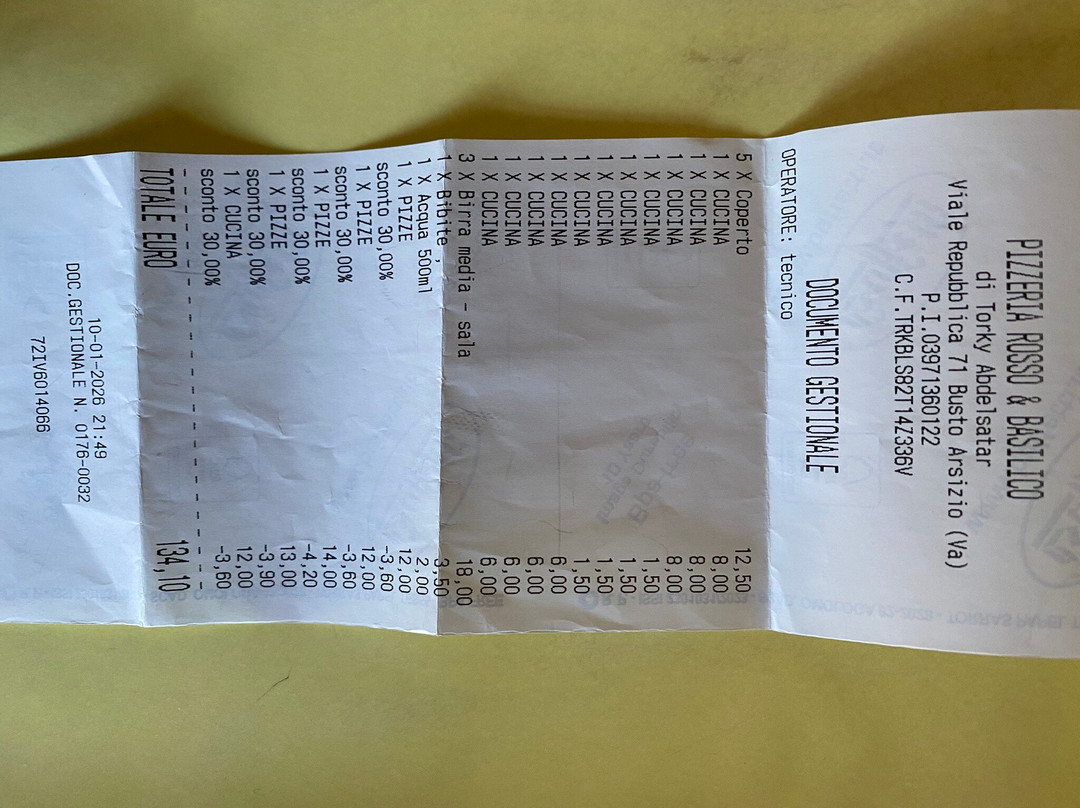 PIZZERIA ROSSO & BASILICO
di Torky Abdelsatar
Viale Repubblica 71 Busto Arsizio (Va)
P.I.03971360122
C.F.TRKBLS82T14Z336V
DOCUMENTO GESTIONALE
OPERATORE: tecnico
5 X Coperto 12,50
1 X CUCINA 8,00
1 X CUCINA 8,00
1 X CUCINA 8,00
1 X CUCINA 1,50
1 X CUCINA 1,50
1 X CUCINA 1,50
1 X CUCINA 1,50
1 X CUCINA 6,00
1 X CUCINA 6,00
1 X CUCINA 6,00
1 X CUCINA 6,00
3 X Birra media - sala 18,00
1 X Bibite, 3,50
1 X Acqua 500ml 2,00
1 X PIZZE 12,00
sconto 30,00% -3,60
1 X PIZZE 12,00
sconto 30,00% -3,60
1 X PIZZE 14,00
sconto 30,00% -4,20
1 X PIZZE 13,00
sconto 30,00% -3,90
1 X CUCINA 12,00
sconto 30,00% -3,60
TOTALE EURO 134,10
10-01-2026 21:49
DOC.GESTIONALE N. 0176-0032
72IV6014066